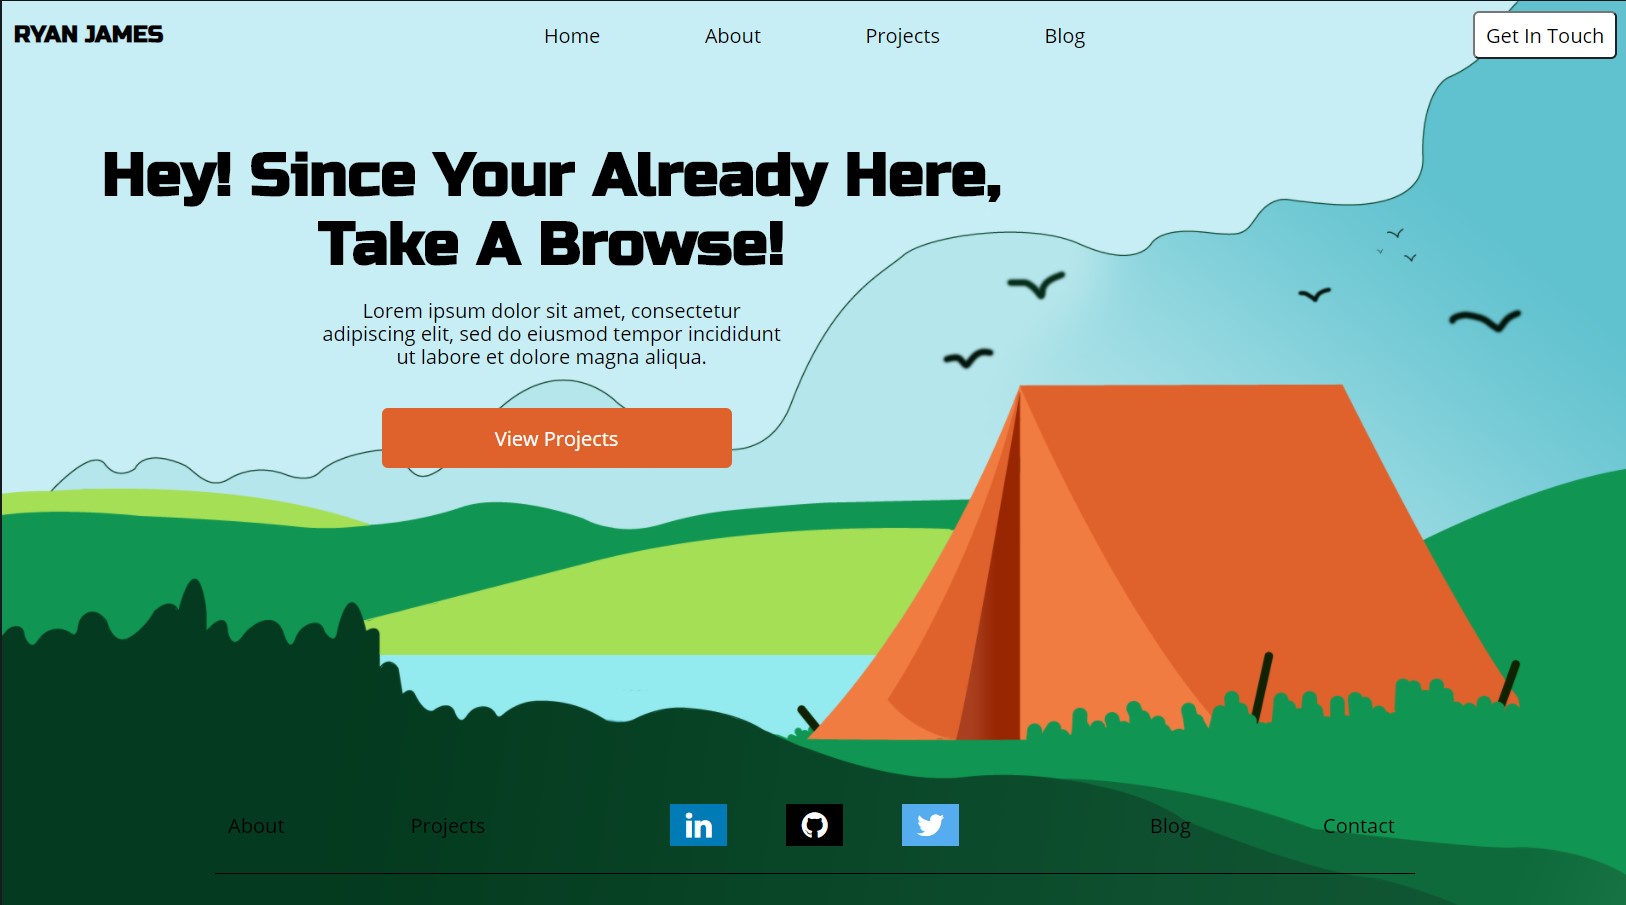 RYAN JAMES
Home About Projects Blog
Get In Touch
Hey! Since Your Already Here,
Take A Browse!
Lorem ipsum dolor sit amet, consectetur
adipiscing elit, sed do eiusmod tempor incididunt
ut labore et dolore magna aliqua.
View Projects
About Projects in Blog Contact